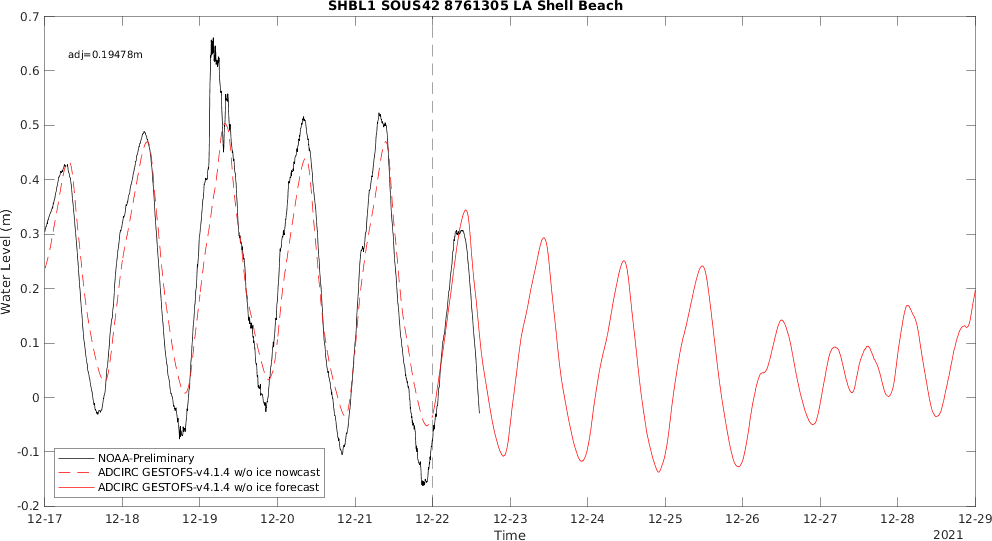 SHBL1 SOUS42 8761305 LA Shell Beach
0.7
0.6
0.5
0.4
0.3
0.2
0.1
0
-0.1
-0.2
Water Level (m)
adj=0.19478m
NOAA-Preliminary
ADCIRC GESTOFS-v4.1.4 w/o ice nowcast
ADCIRC GESTOFS-v4.1.4 w/o ice forecast
12-17 12-18 12-19 12-20 12-21 12-22 12-23 12-24 12-25 12-26 12-27 12-28 12-29
Time
2021